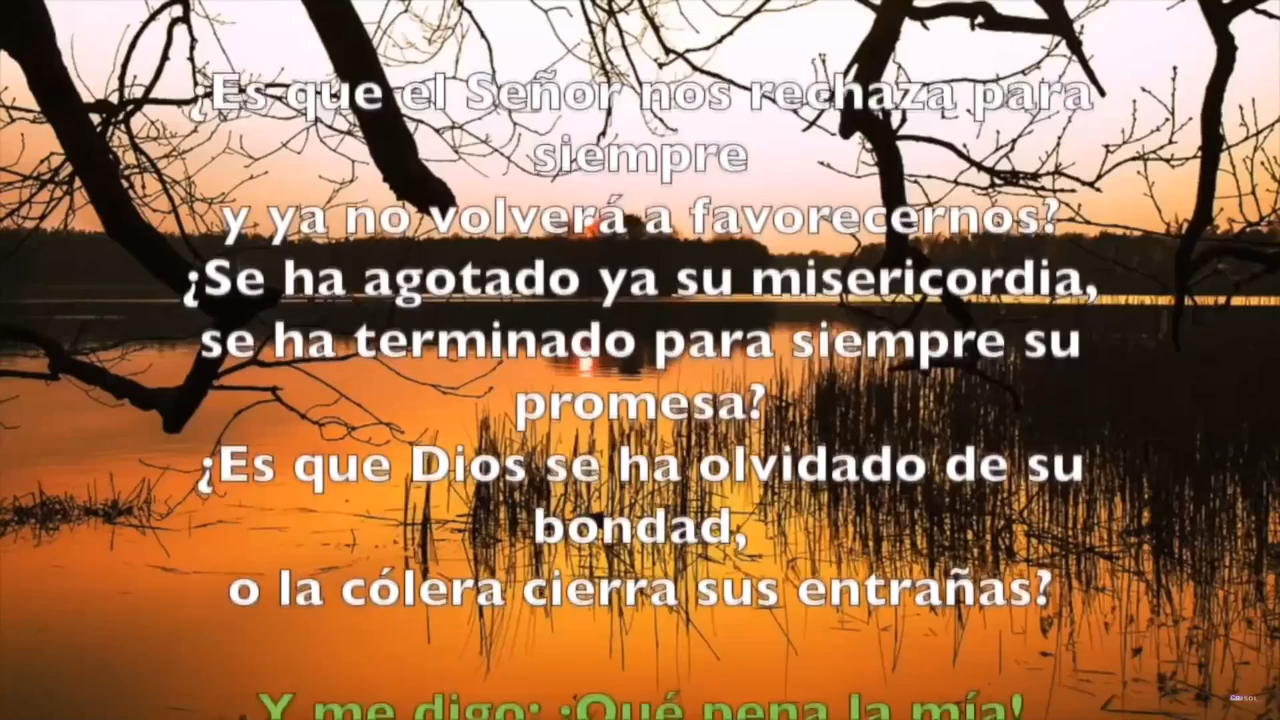 ¿Es que el Señor nos rechaza para
siempre
y ya no volverá a favorecernos?
¿Se ha agotado ya su misericordia,
se ha terminado para siempre su
promesa?
¿Es que Dios se ha olvidado de su
bondad,
o la cólera cierra sus entrañas?
Y me digo: ¡Qué pena la mía!